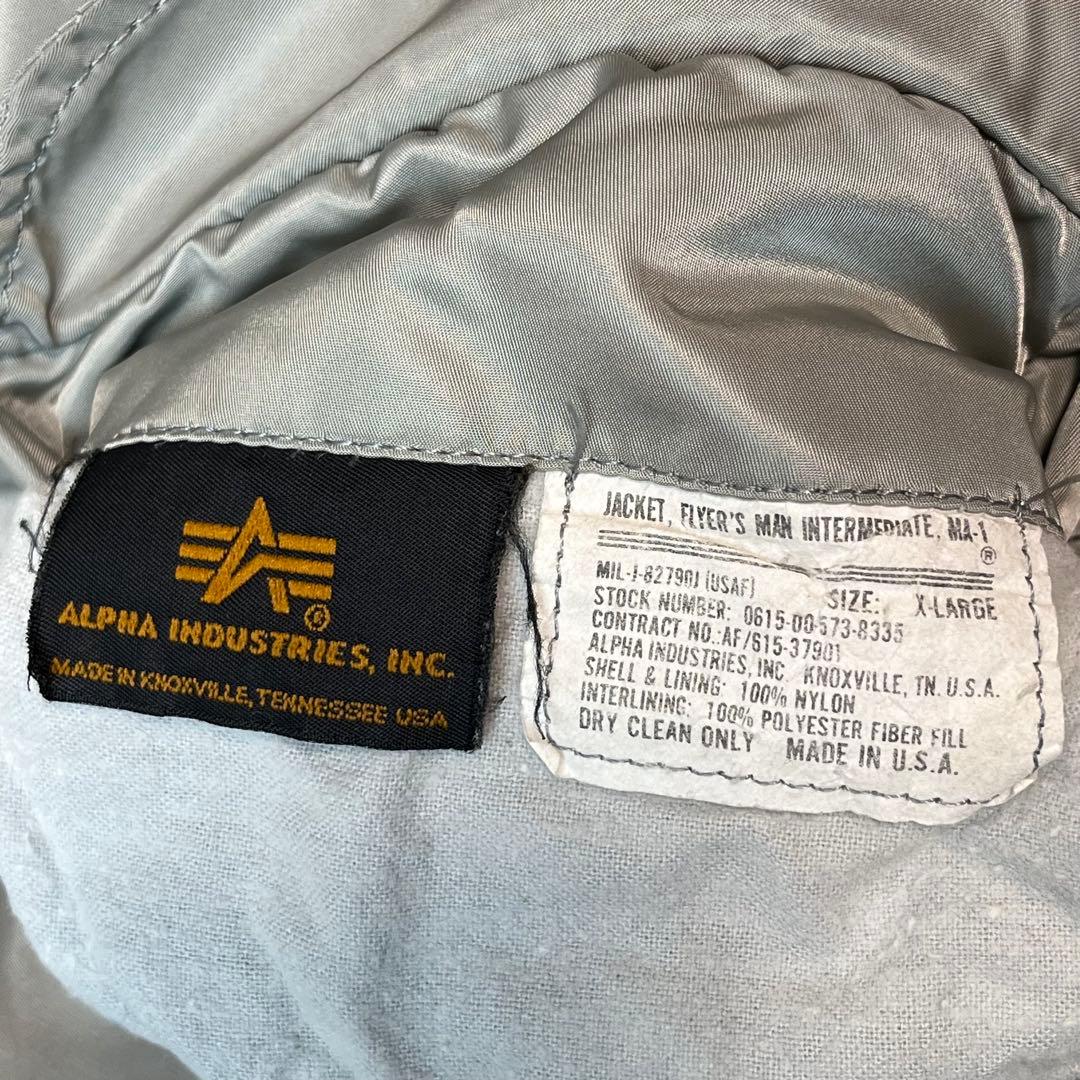 ALPHA INDUSTRIES, INC.
MADE IN KNOXVILLE, TENNESSEE USA
JACKET, FLYER'S MAN INTERMEDIATE, MA-1
®
MIL-J-82790J (USAF) SIZE: X-LARGE
STOCK NUMBER: 0615-00-573-8335
CONTRACT NO.:AF/615-37901
ALPHA INDUSTRIES, INC. KNOXVILLE, TN. U.S.A.
SHELL & LINING: 100% NYLON
INTERLINING: 100% POLYESTER FIBER FILL
DRY CLEAN ONLY MADE IN U.S.A.